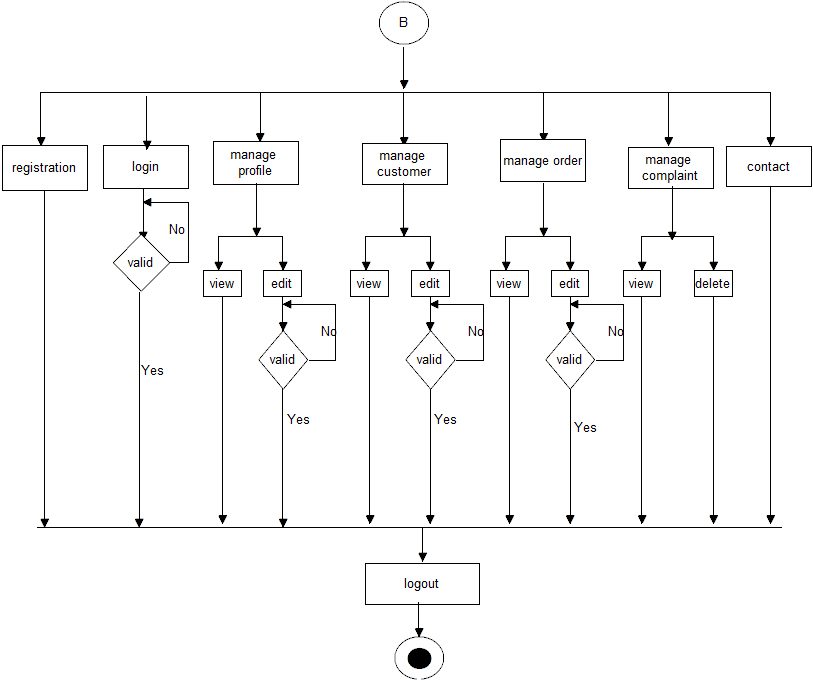 B
registration
login
manage
profile
manage
customer
manage order
manage
complaint
contact
No
valid
view
edit
view
edit
view
edit
view
delete
No
No
No
valid
valid
valid
Yes
Yes
Yes
Yes
logout